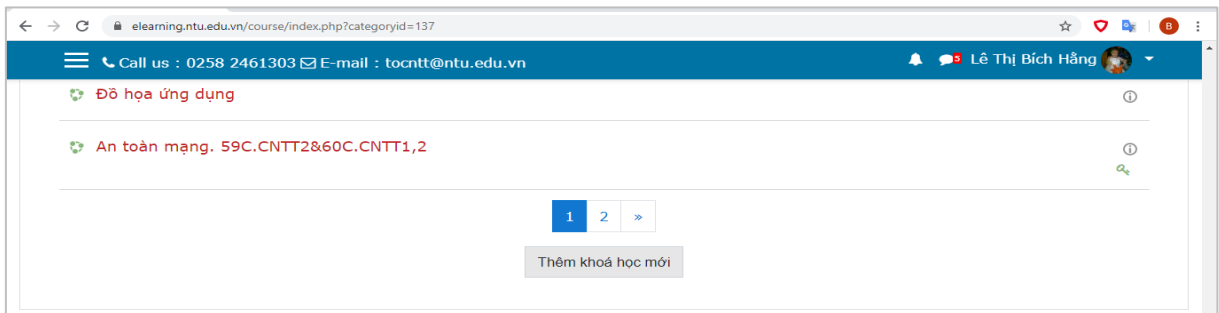 elearning.ntu.edu.vn/course/index.php?categoryid=137
B
Call us : 0258 2461303 E-mail : tocntt@ntu.edu.vn
5 Lê Thị Bích Hằng
Đồ họa ứng dụng
An toàn mạng. 59C.CNTT2&60C.CNTT1,2
1 2 »
Thêm khoá học mới